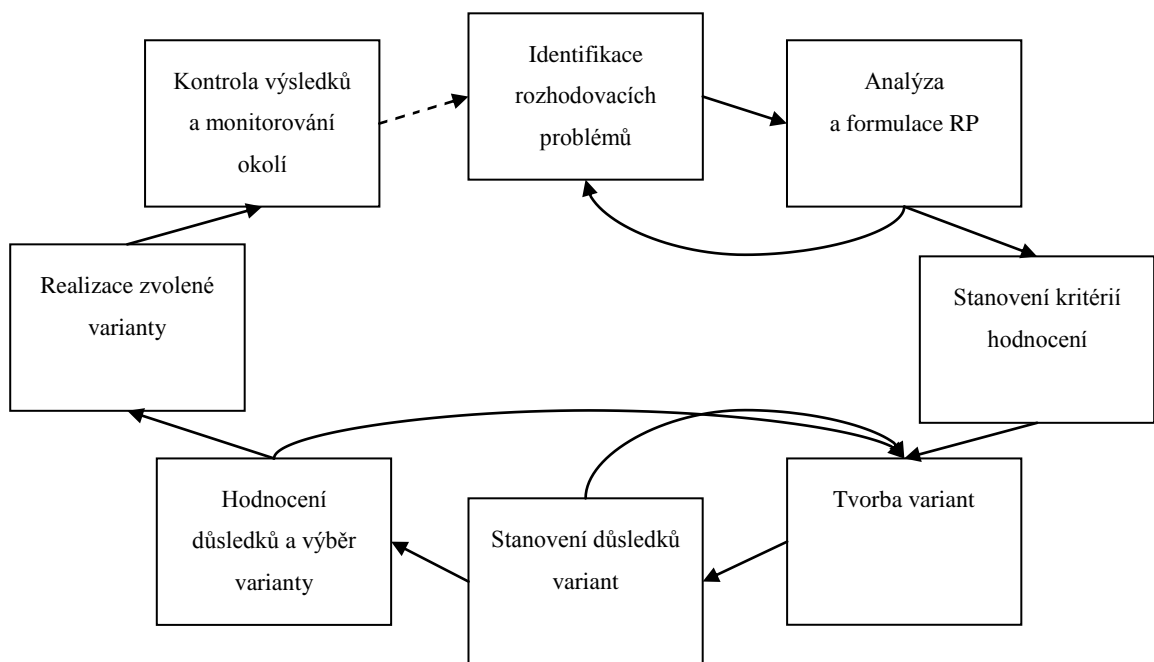 Identifikace
rozhodovacích
problémů
Analýza
a formulace RP
Stanovení kritérií
hodnocení
Tvorba variant
Stanovení důsledků
variant
Hodnocení
důsledků a výběr
varianty
Realizace zvolené
varianty
Kontrola výsledků
a monitorování
okolí